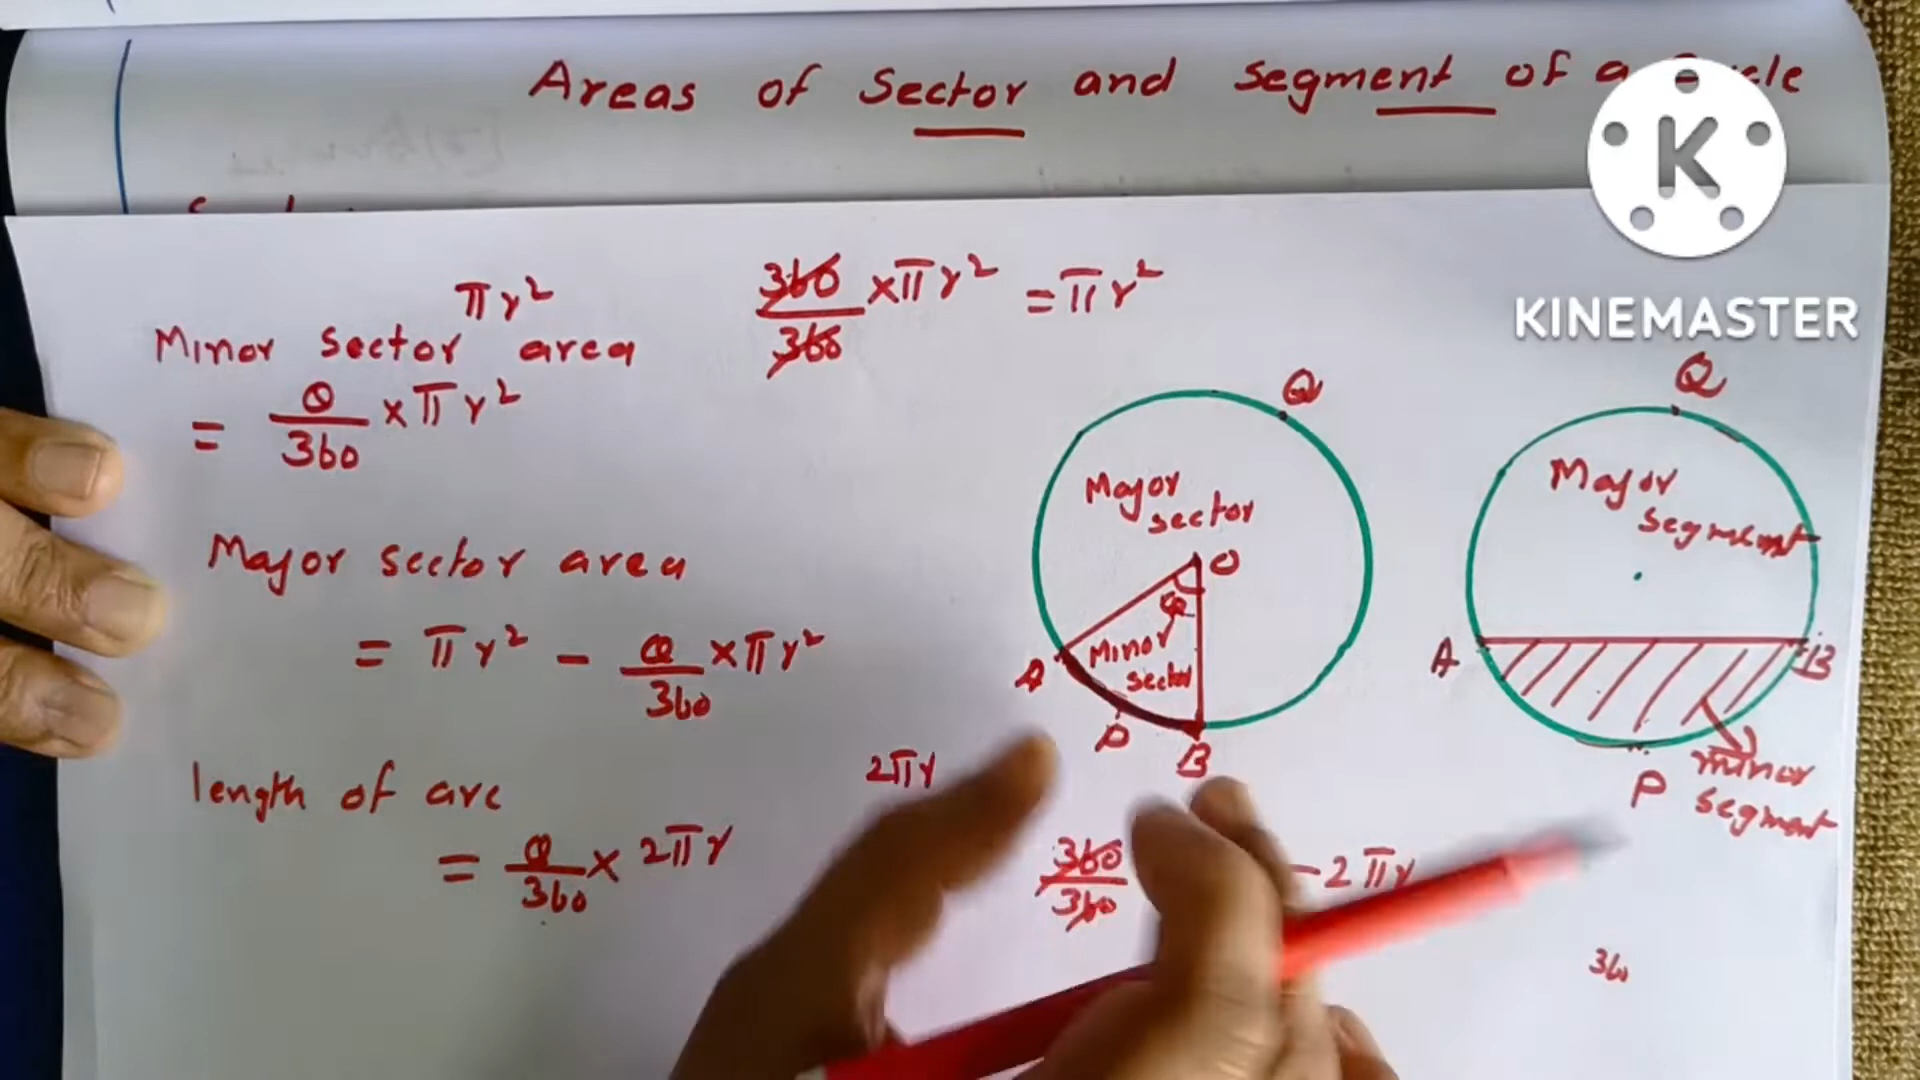 Areas of Sector and segment of a
KINEMASTER
πr²
360/360 ×πr² = πr²
Minor sector area
= θ/360 ×πr²
Major sector area
= πr² - θ/360 ×πr²
length of arc
2πr
= θ/360 × 2πr
360/360
2πr
360
Q
Major
sector
O
θ
Minor
sector
A
P
B
Q
Major
segment
A
B
P
minor
segment